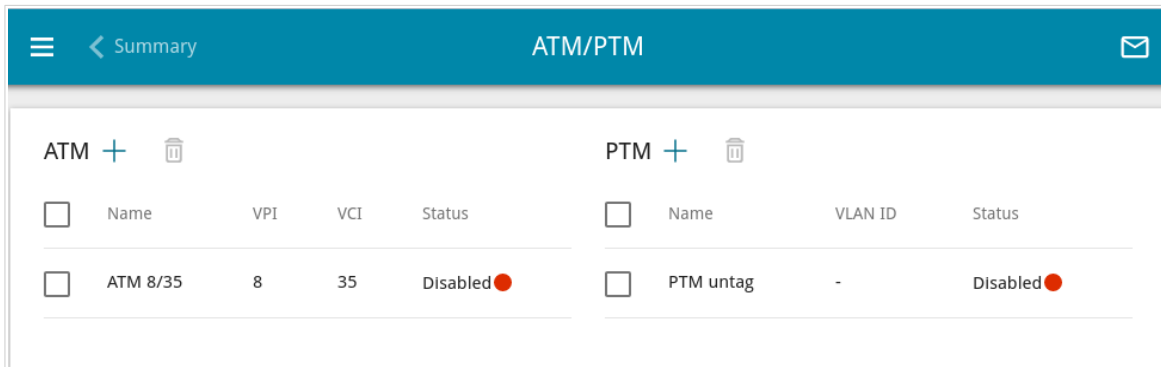 Summary
ATM/PTM
ATM
PTM
Name VPI VCI Status
Name VLAN ID Status
ATM 8/35 8 35 Disabled
PTM untag - Disabled